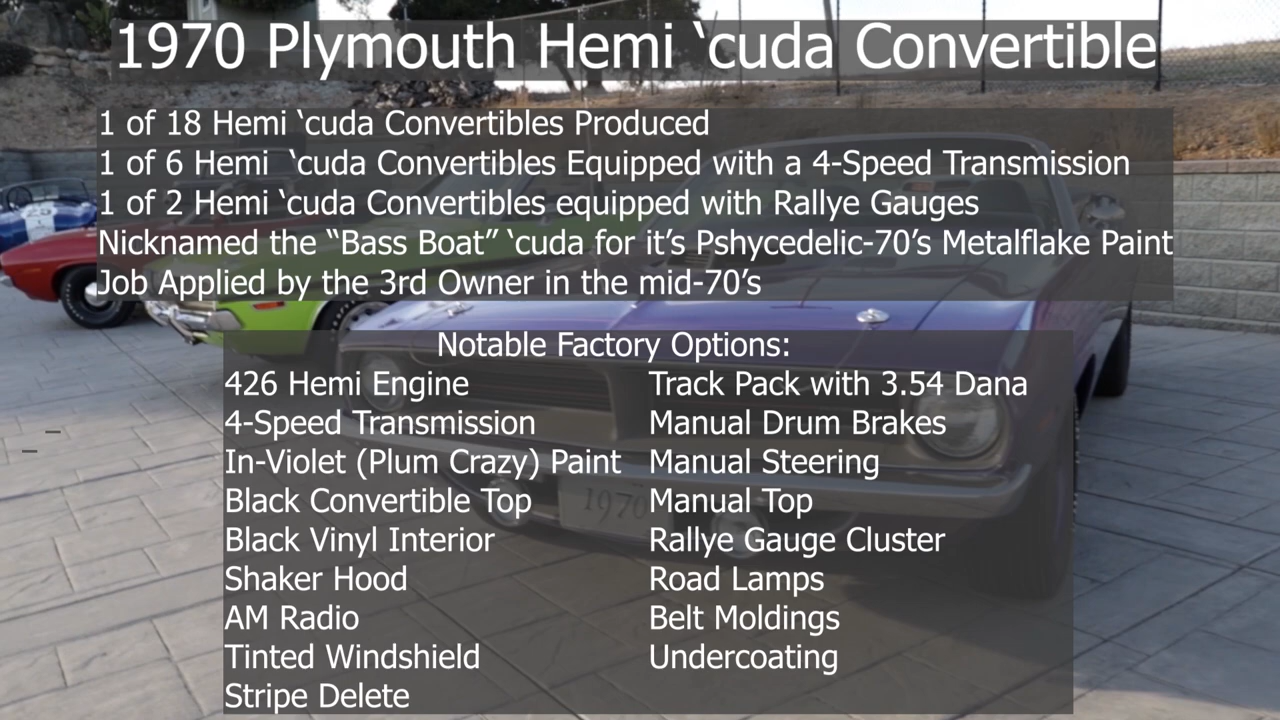 1970 Plymouth Hemi ‘cuda Convertible
1 of 18 Hemi ‘cuda Convertibles Produced
1 of 6 Hemi  ‘cuda Convertibles Equipped with a 4-Speed Transmission
1 of 2 Hemi ‘cuda Convertibles equipped with Rallye Gauges
Nicknamed the “Bass Boat” ‘cuda for it’s Pshycedelic-70’s Metalflake Paint
Job Applied by the 3rd Owner in the mid-70’s
Notable Factory Options:
426 Hemi Engine
4-Speed Transmission
In-Violet (Plum Crazy) Paint
Black Convertible Top
Black Vinyl Interior
Shaker Hood
AM Radio
Tinted Windshield
Stripe Delete
Track Pack with 3.54 Dana
Manual Drum Brakes
Manual Steering
Manual Top
Rallye Gauge Cluster
Road Lamps
Belt Moldings
Undercoating
1970